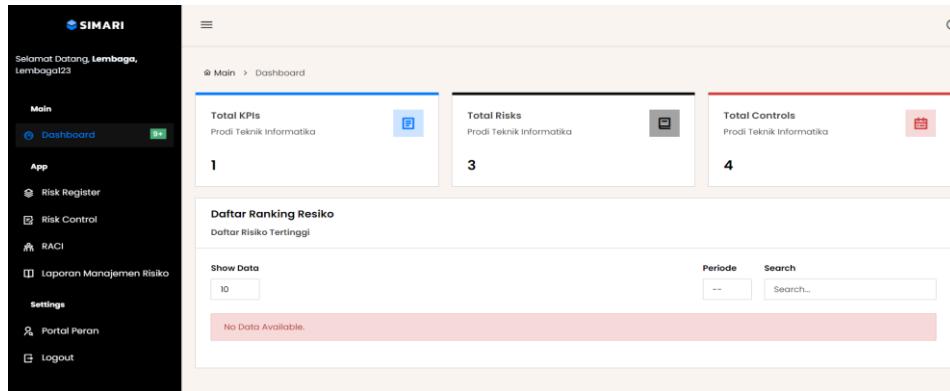 SIMARI
Selamat Datang, Lembaga,
Lembaga123
Main
Dashboard 9+
App
Risk Register
Risk Control
RACI
Laporan Manajemen Risiko
Settings
Portal Peran
Logout
Main > Dashboard
Total KPIs
Prodi Teknik Informatika
1
Total Risks
Prodi Teknik Informatika
3
Total Controls
Prodi Teknik Informatika
4
Daftar Ranking Resiko
Daftar Risiko Tertinggi
Show Data
10
Periode
--
Search
Search...
No Data Available.